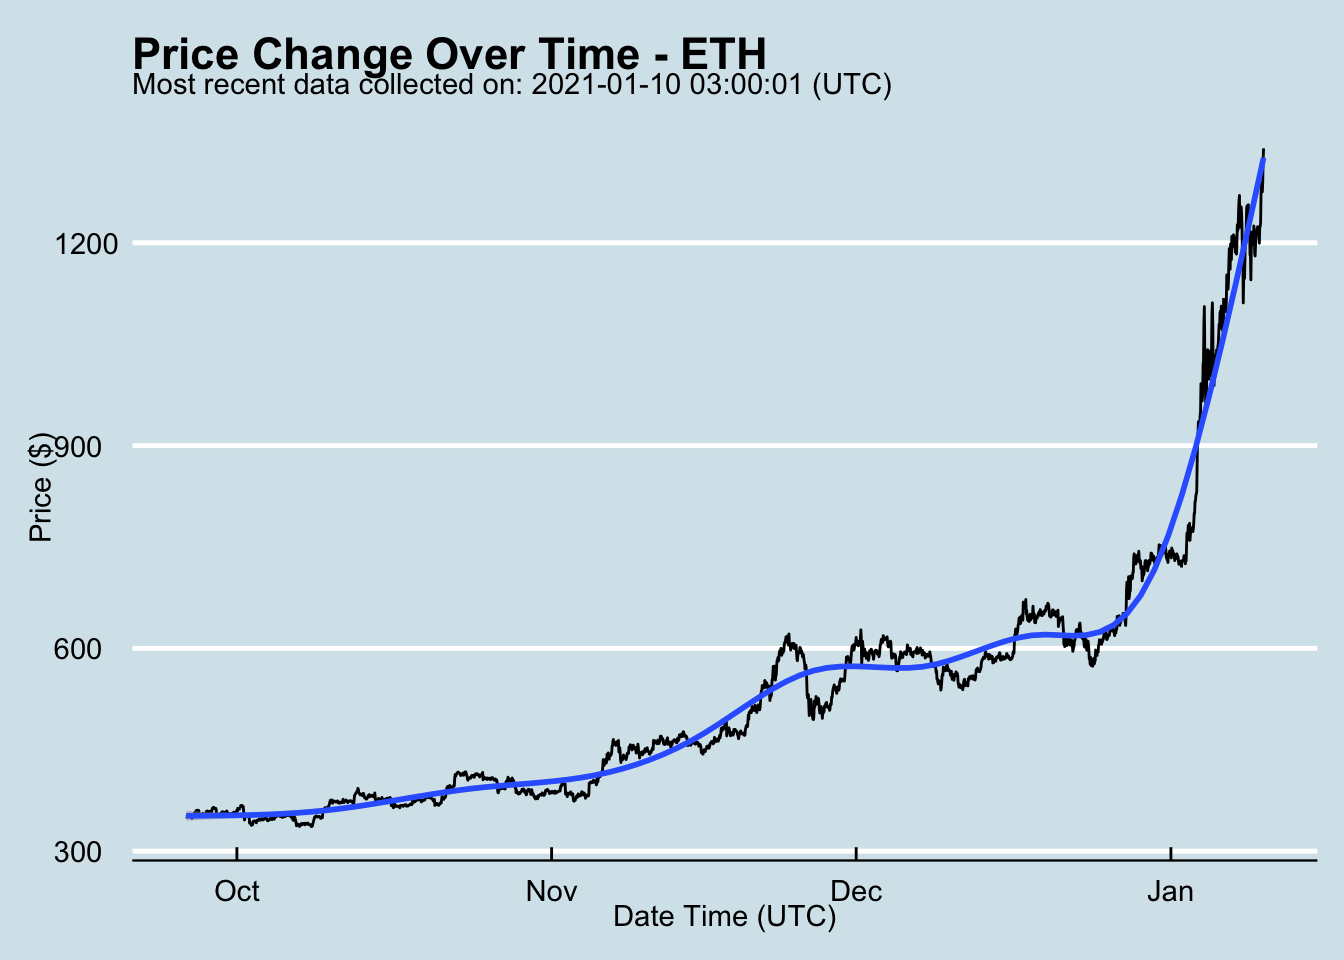 Price Change Over Time - ETH
Most recent data collected on: 2021-01-10 03:00:01 (UTC)
1200
900
600
300
Price ($)
Oct Nov Dec Jan
Date Time (UTC)